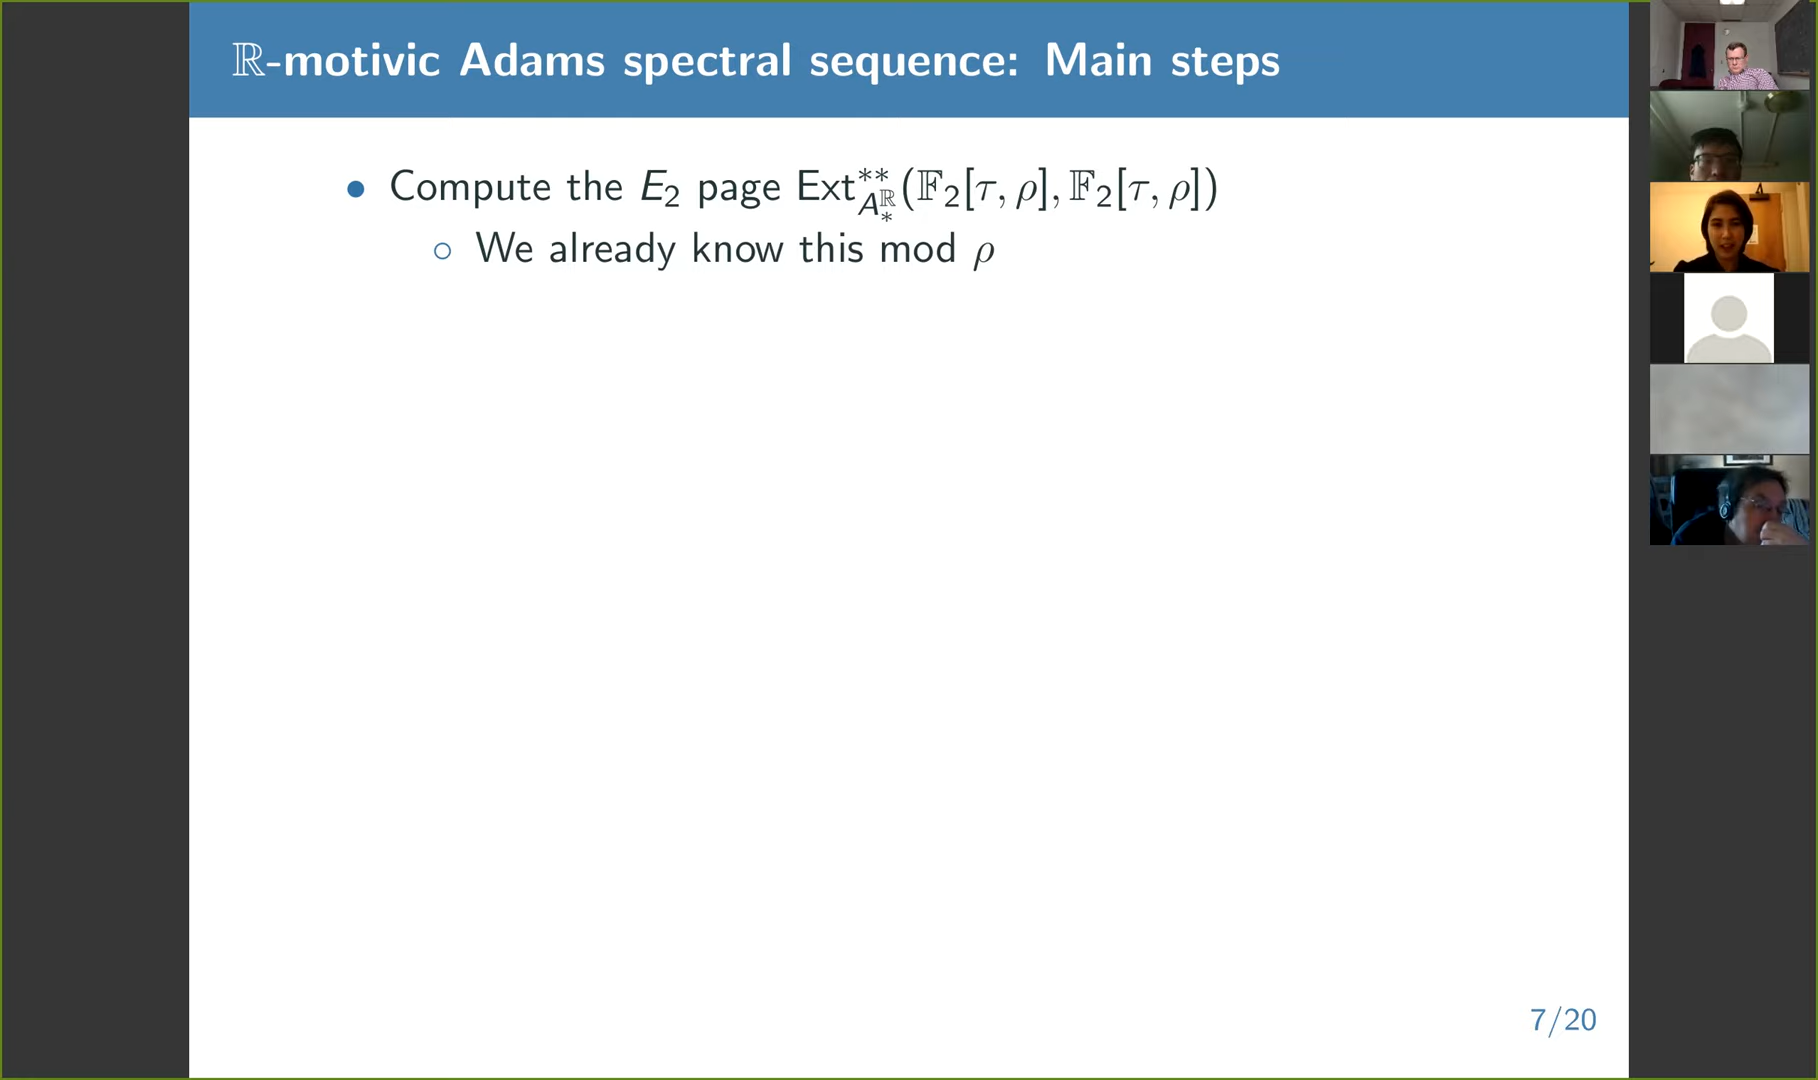 ℝ-motivic Adams spectral sequence: Main steps
• Compute the E₂ page Ext^{**}_{A^ℝ_*}(𝔽₂[τ, ρ], 𝔽₂[τ, ρ])
○ We already know this mod ρ
7/20